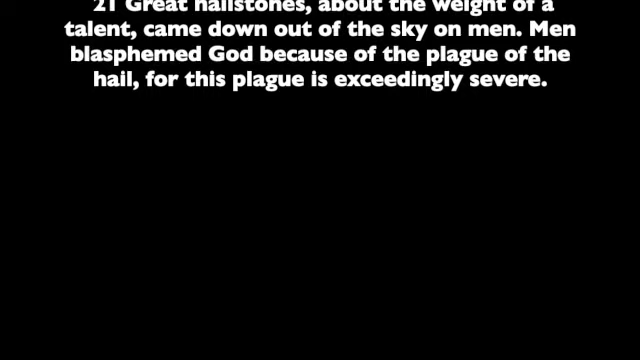 21 Great hailstones, about the weight of a
talent, came down out of the sky on men. Men
blasphemed God because of the plague of the
hail, for this plague is exceedingly severe.